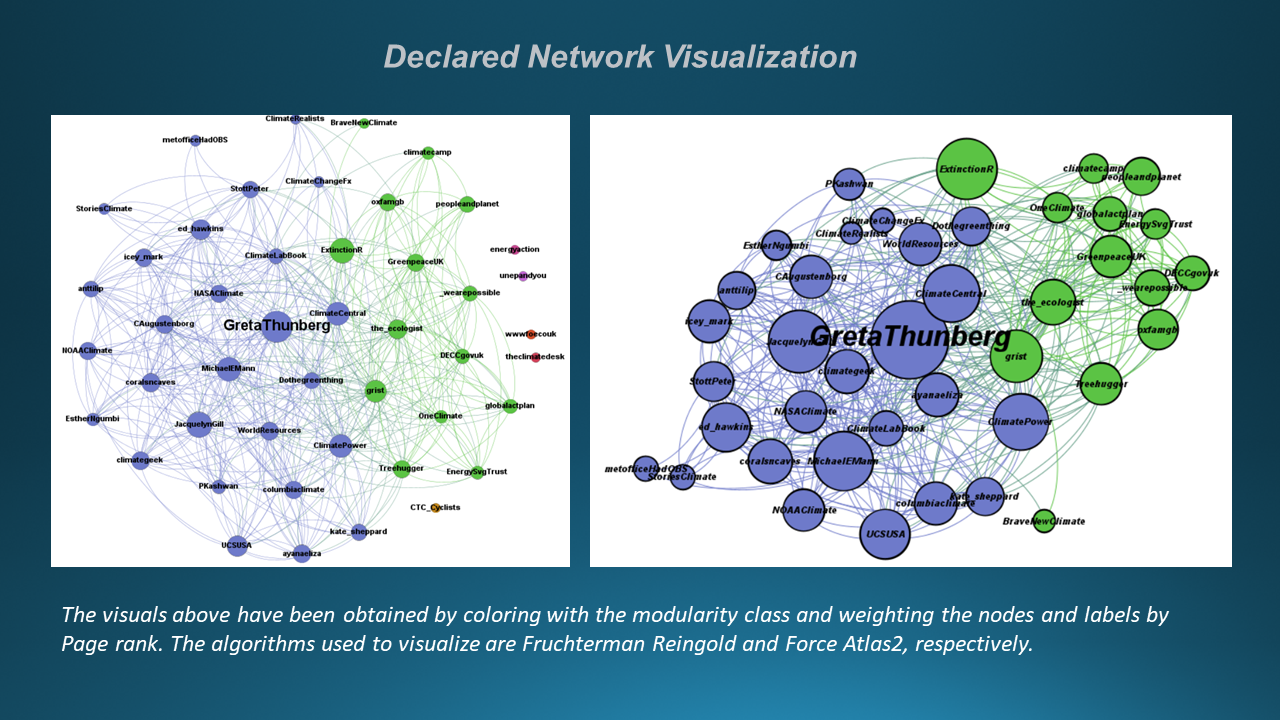 Declared Network Visualization
ClimateRealists
BraveNewClimate
metofficeHadOBS
climatecamp
ClimateChangeFx
StottPeter
oxfamgb
peopleandplanet
StoriesClimate
ed_hawkins
ExtinctionR
energyaction
icey_mark
ClimateLabBook
GreenpeaceUK
unepandyou
anttilip
NASAClimate
_wearepossible
ClimateCentral
CAugustenborg
GretaThunberg
the_ecologist
NOAAClimate
DECCgovuk
theclimatedesk
MichaelEMann
coralsncaves
Dothegreenthing
grist
globalactplan
EstherNgumbi
OneClimate
JacquelynGill
WorldResources
ClimatePower
climategeek
Treehugger
EnergySvgTrust
PKashwan
columbiaclimate
CTC_Cyclists
kate_sheppard
UCSUSA
ayanaeliza
ExtinctionR
climatecamp
peopleandplanet
PKashwan
OneClimate
globalactplan
ClimateChangeFx
Dothegreenthing
EnergySvgTrust
ClimateRealists
WorldResources
EstherNgumbi
GreenpeaceUK
CAugustenborg
DECCgovuk
anttilip
ClimateCentral
_wearepossible
the_ecologist
icey_mark
oxfamgb
GretaThunberg
grist
climategeek
StottPeter
Treehugger
ayanaeliza
NASAClimate
ClimatePower
ed_hawkins
ClimateLabBook
coralsncaves
MichaelEMann
metofficeHadOBS
StoriesClimate
kate_sheppard
columbiaclimate
NOAAClimate
BraveNewClimate
UCSUSA
The visuals above have been obtained by coloring with the modularity class and weighting the nodes and labels by
Page rank. The algorithms used to visualize are Fruchterman Reingold and Force Atlas2, respectively.